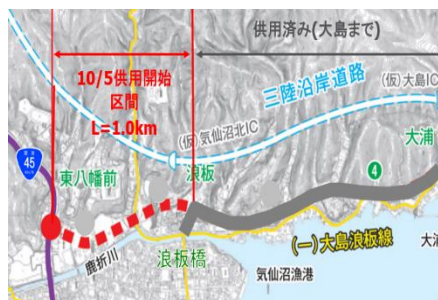 供用済み(大島まで)
10/5供用開始
区間
L=1.0km
三陸沿岸道路
(仮)大島IC
(仮)気仙沼北IC
大浦
国道
45
東八幡前
浪板
4
鹿折川
浪板橋
(一)大島浪板線
大浦
気仙沼漁港